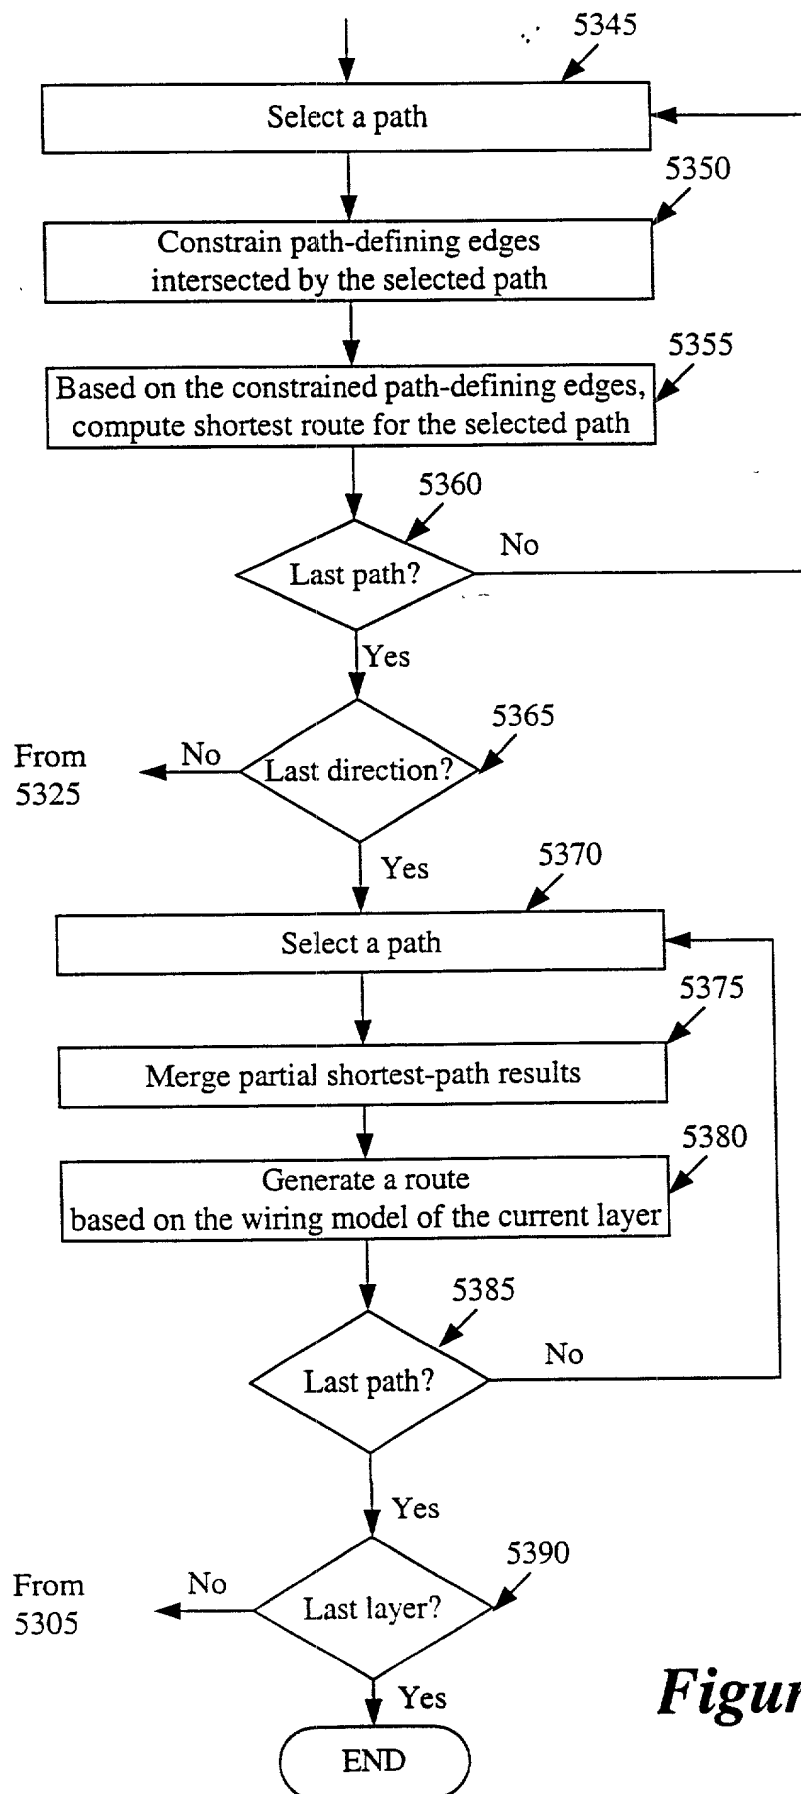 5345
Select a path
5350
Constrain path-defining edges
intersected by the selected path
5355
Based on the constrained path-defining edges,
compute shortest route for the selected path
5360
Last path?
No
Yes
5365
From
5325
No
Last direction?
Yes
5370
Select a path
5375
Merge partial shortest-path results
5380
Generate a route
based on the wiring model of the current layer
5385
Last path?
No
Yes
5390
From
5305
No
Last layer?
Yes
Figur
END